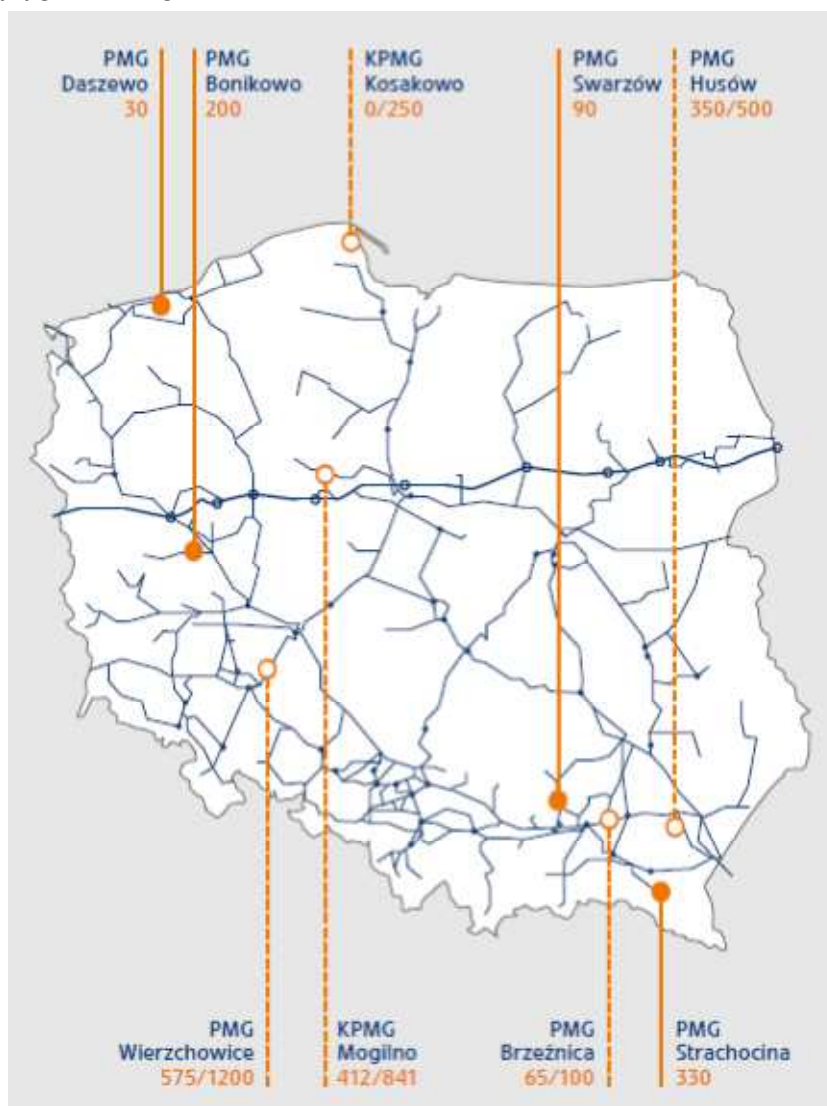 PMG
Daszewo
30
PMG
Bonikowo
200
KPMG
Kosakowo
0/250
PMG
Swarzów
90
PMG
Husów
350/500
PMG
Wierzchowice
575/1200
KPMG
Mogilno
412/841
PMG
Brzeźnica
65/100
PMG
Strachocina
330